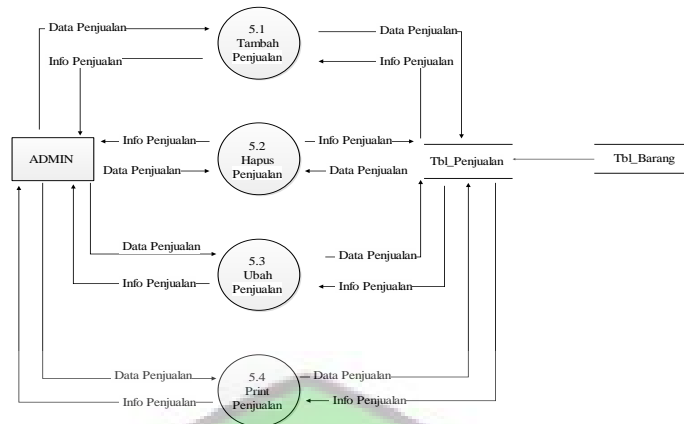 Data Penjualan
5.1
Tambah
Penjualan
Data Penjualan
Info Penjualan
Info Penjualan
Info Penjualan
5.2
Hapus
Penjualan
Info Penjualan
ADMIN
Data Penjualan
Data Penjualan
Tbl_Penjualan
Tbl_Barang
Data Penjualan
5.3
Ubah
Penjualan
Data Penjualan
Info Penjualan
Info Penjualan
Data Penjualan
5.4
Print
Penjualan
Data Penjualan
Info Penjualan
Info Penjualan